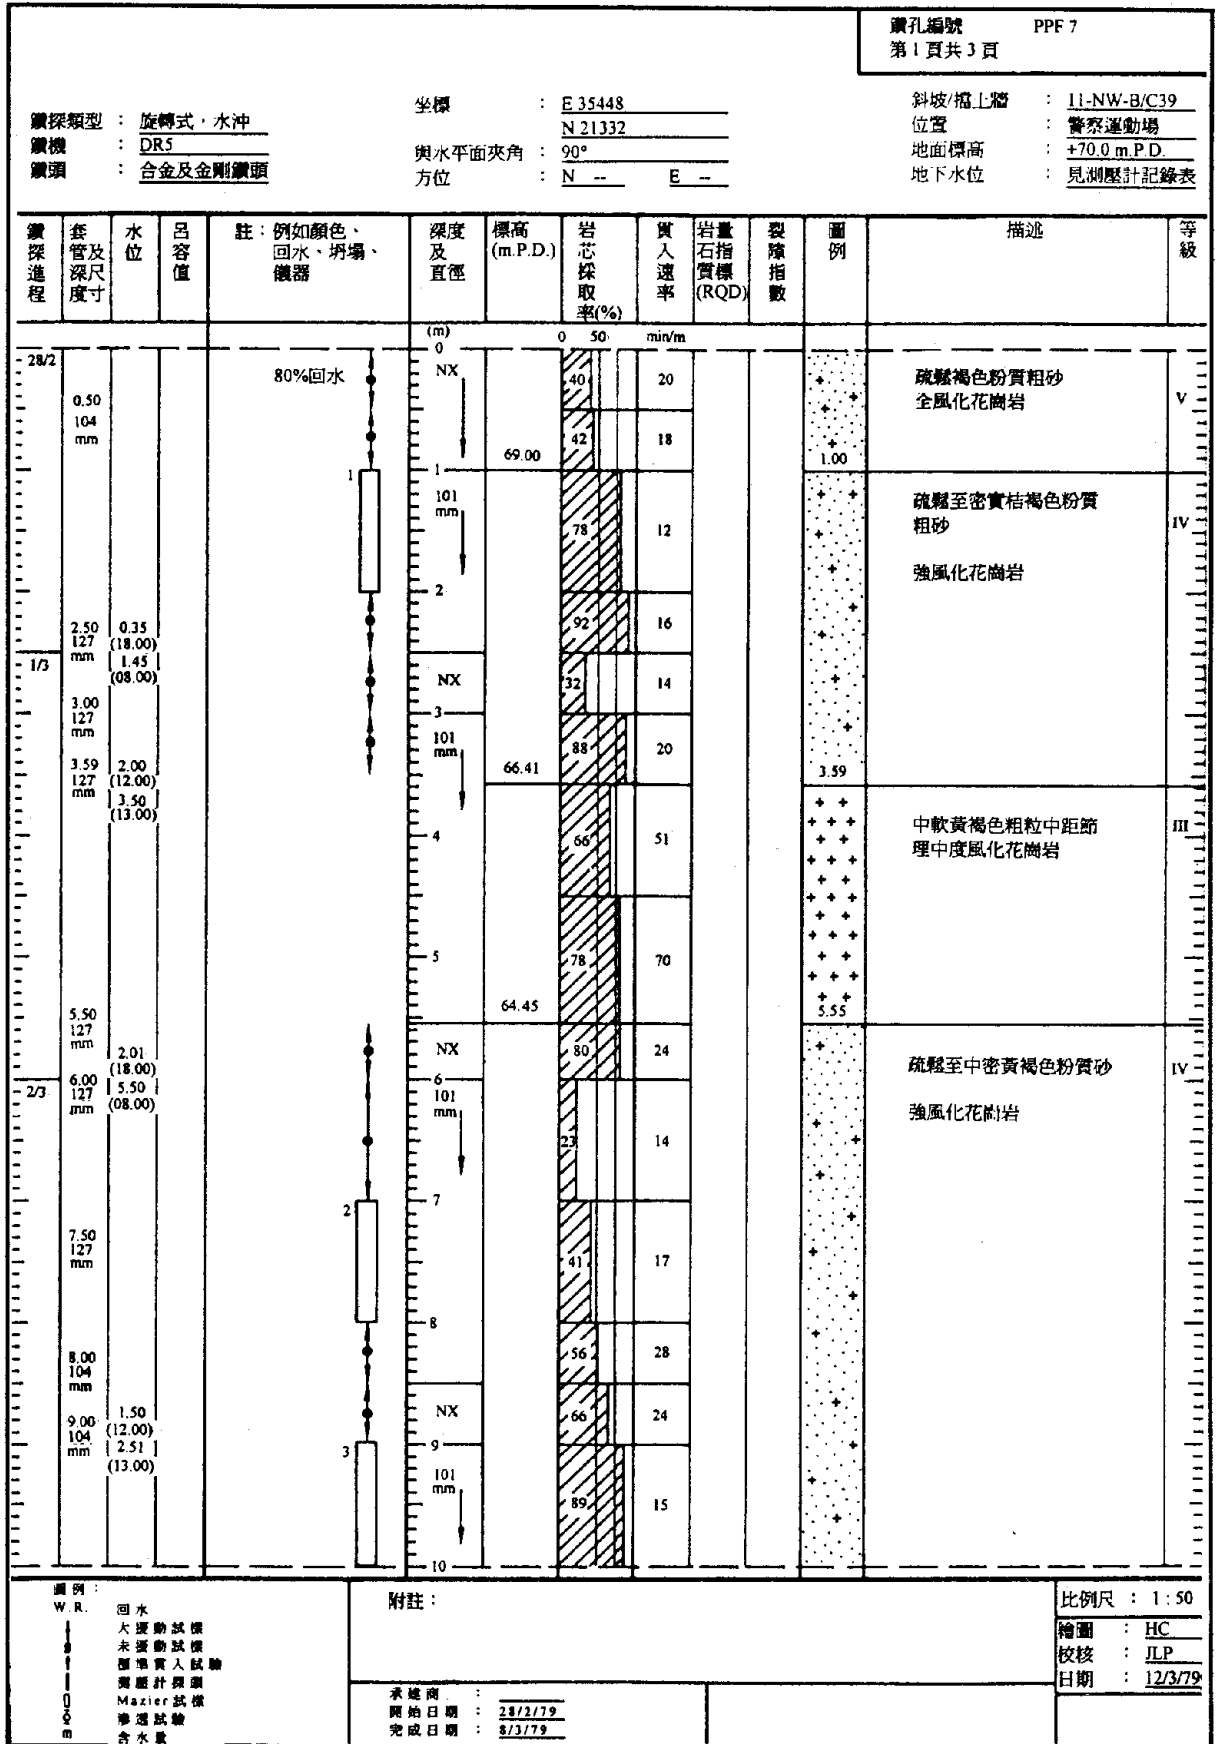 鑽孔編號 PPF 7
第 1 頁共 3 頁
鑽探類型 : 旋轉式,水沖
鑽機 : DR5
鑽頭 : 合金及金剛鑽頭
坐標 : E 35448
N 21332
與水平面夾角 : 90°
方位 : N -- E --
斜坡/擋土牆 : 11-NW-B/C39
位置 : 警察運動場
地面標高 : +70.0 m.P.D.
地下水位 : 見測壓計記錄表
鑽探進程
套管及深尺度寸
水位
呂容值
註:例如顏色、
回水、坍塌、
儀器
深度
及
直徑
標高
(m.P.D.)
岩芯採取率(%)
貫入速率
岩量
石指
質標
(RQD)
裂隙指數
圖例
描述
等級
(m)
0 50
min/m
0
28/2
80%回水
NX
40
20
疏鬆褐色粉質粗砂
全風化花崗岩
V
0.50
104
mm
42
18
69.00
1.00
1
1
101
mm
78
12
疏鬆至密實桔褐色粉質
粗砂
強風化花崗岩
IV
2
2.50
127
mm
0.35
(18.00)
92
16
1/3
1.45
(08.00)
NX
32
14
3.00
127
mm
3
101
mm
88
20
3.59
127
mm
2.00
(12.00)
66.41
3.59
3.50
(13.00)
4
66
51
中軟黃褐色粗粒中距節
理中度風化花崗岩
III
5
78
70
64.45
5.55
5.50
127
mm
2.01
(18.00)
NX
80
24
疏鬆至中密黃褐色粉質砂
強風化花崗岩
IV
2/3
6.00
127
mm
5.50
(08.00)
6
101
mm
23
14
7
2
7.50
127
mm
41
17
8
8.00
104
mm
56
28
9.00
104
mm
1.50
(12.00)
NX
66
24
2.51
(13.00)
3
9
101
mm
89
15
10
圖例:
W.R. 回水
大擾動試樣
未擾動試樣
標準貫入試驗
測壓計探頭
Mazier 試樣
滲透試驗
m 含水量
附註:
承建商 :
開始日期 : 28/2/79
完成日期 : 8/3/79
比例尺 : 1 : 50
繪圖 : HC
校核 : JLP
日期 : 12/3/79